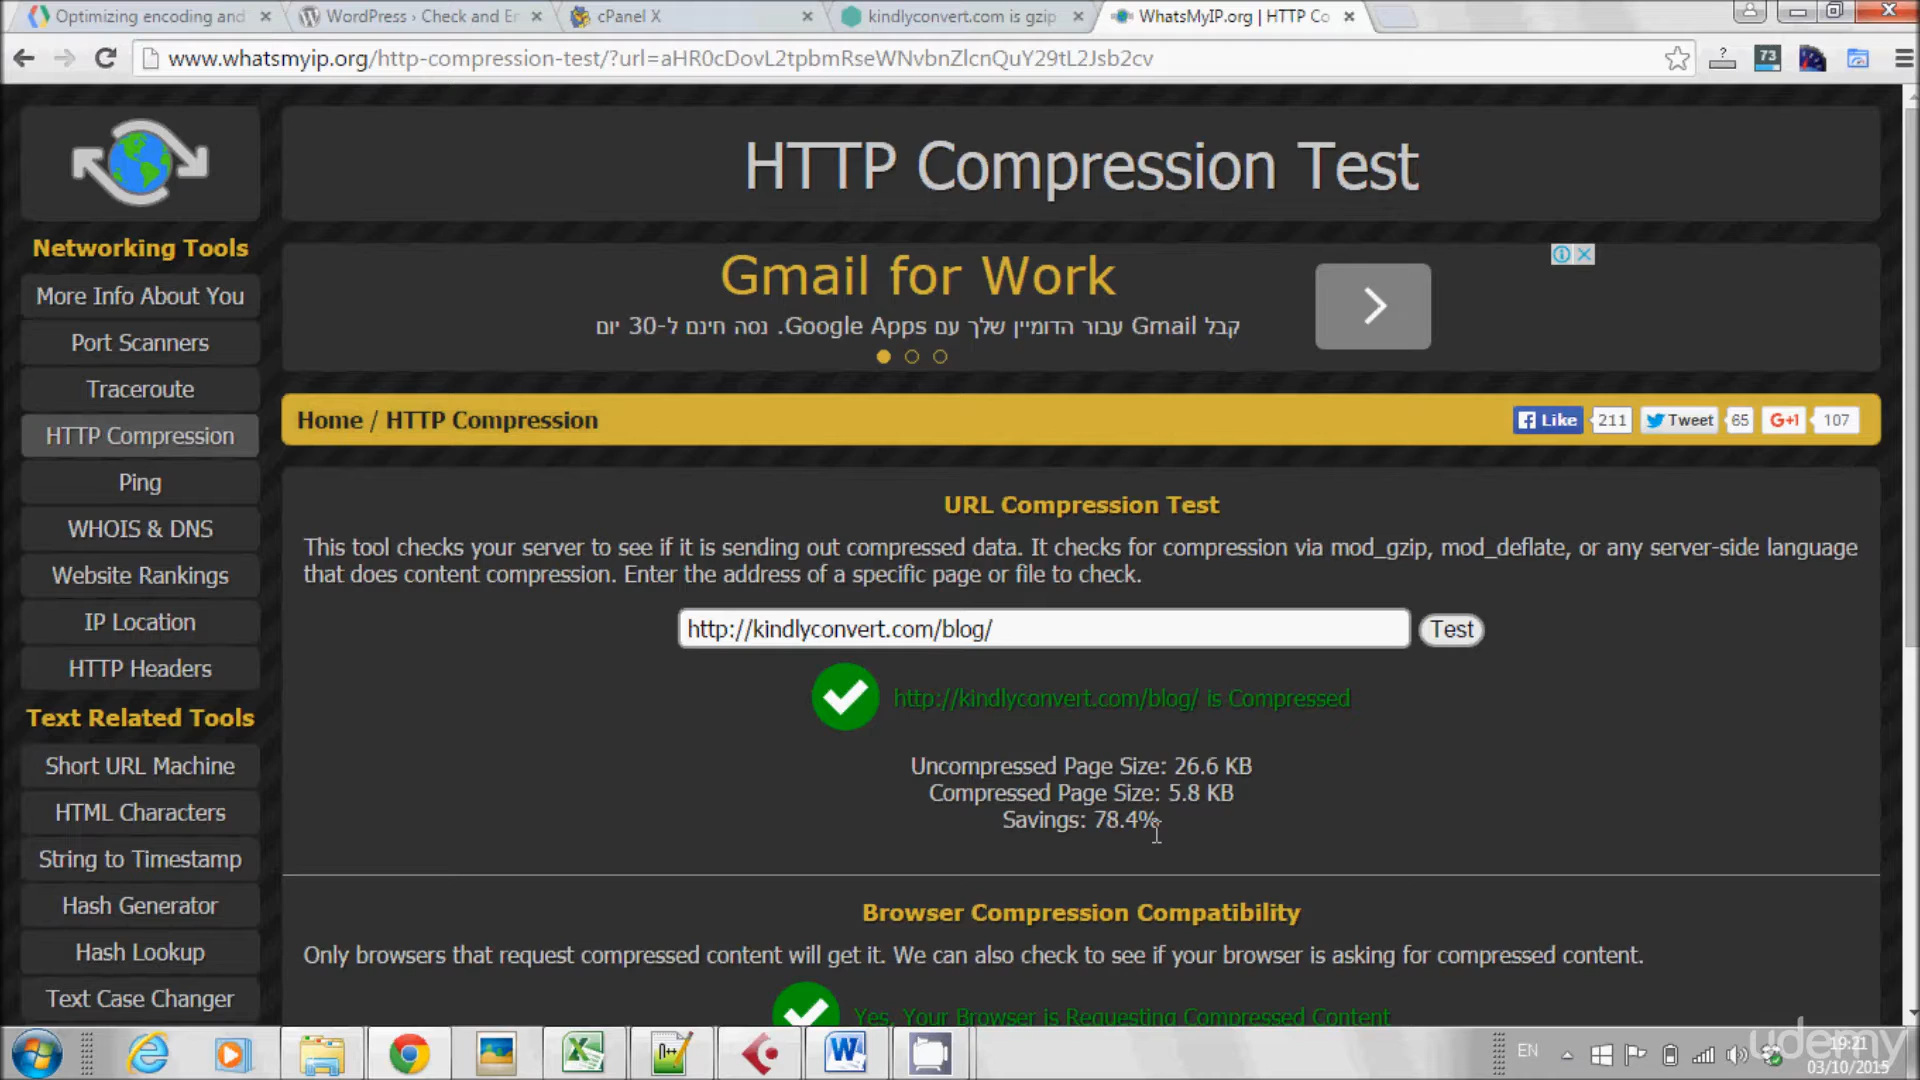 Optimizing encoding and
WordPress › Check and Er
cPanel X
kindlyconvert.com is gzip
WhatsMyIP.org | HTTP Co
www.whatsmyip.org/http-compression-test/?url=aHR0cDovL2tpbmRseWNvbnZlcnQuY29tL2Jsb2cv
73
HTTP Compression Test
Networking Tools
More Info About You
Port Scanners
Traceroute
HTTP Compression
Ping
WHOIS & DNS
Website Rankings
IP Location
HTTP Headers
Text Related Tools
Short URL Machine
HTML Characters
String to Timestamp
Hash Generator
Hash Lookup
Text Case Changer
Gmail for Work
קבל Gmail עבור הדומיין שלך עם Google Apps. נסה חינם ל-30 יום
Home / HTTP Compression
Like 211 Tweet 65 G+1 107
URL Compression Test
This tool checks your server to see if it is sending out compressed data. It checks for compression via mod_gzip, mod_deflate, or any server-side language
that does content compression. Enter the address of a specific page or file to check.
http://kindlyconvert.com/blog/
Test
http://kindlyconvert.com/blog/ is Compressed
Uncompressed Page Size: 26.6 KB
Compressed Page Size: 5.8 KB
Savings: 78.4%
Browser Compression Compatibility
Only browsers that request compressed content will get it. We can also check to see if your browser is asking for compressed content.
Yes, Your Browser is Requesting Compressed Content
EN
19:21
03/10/2015
udemy